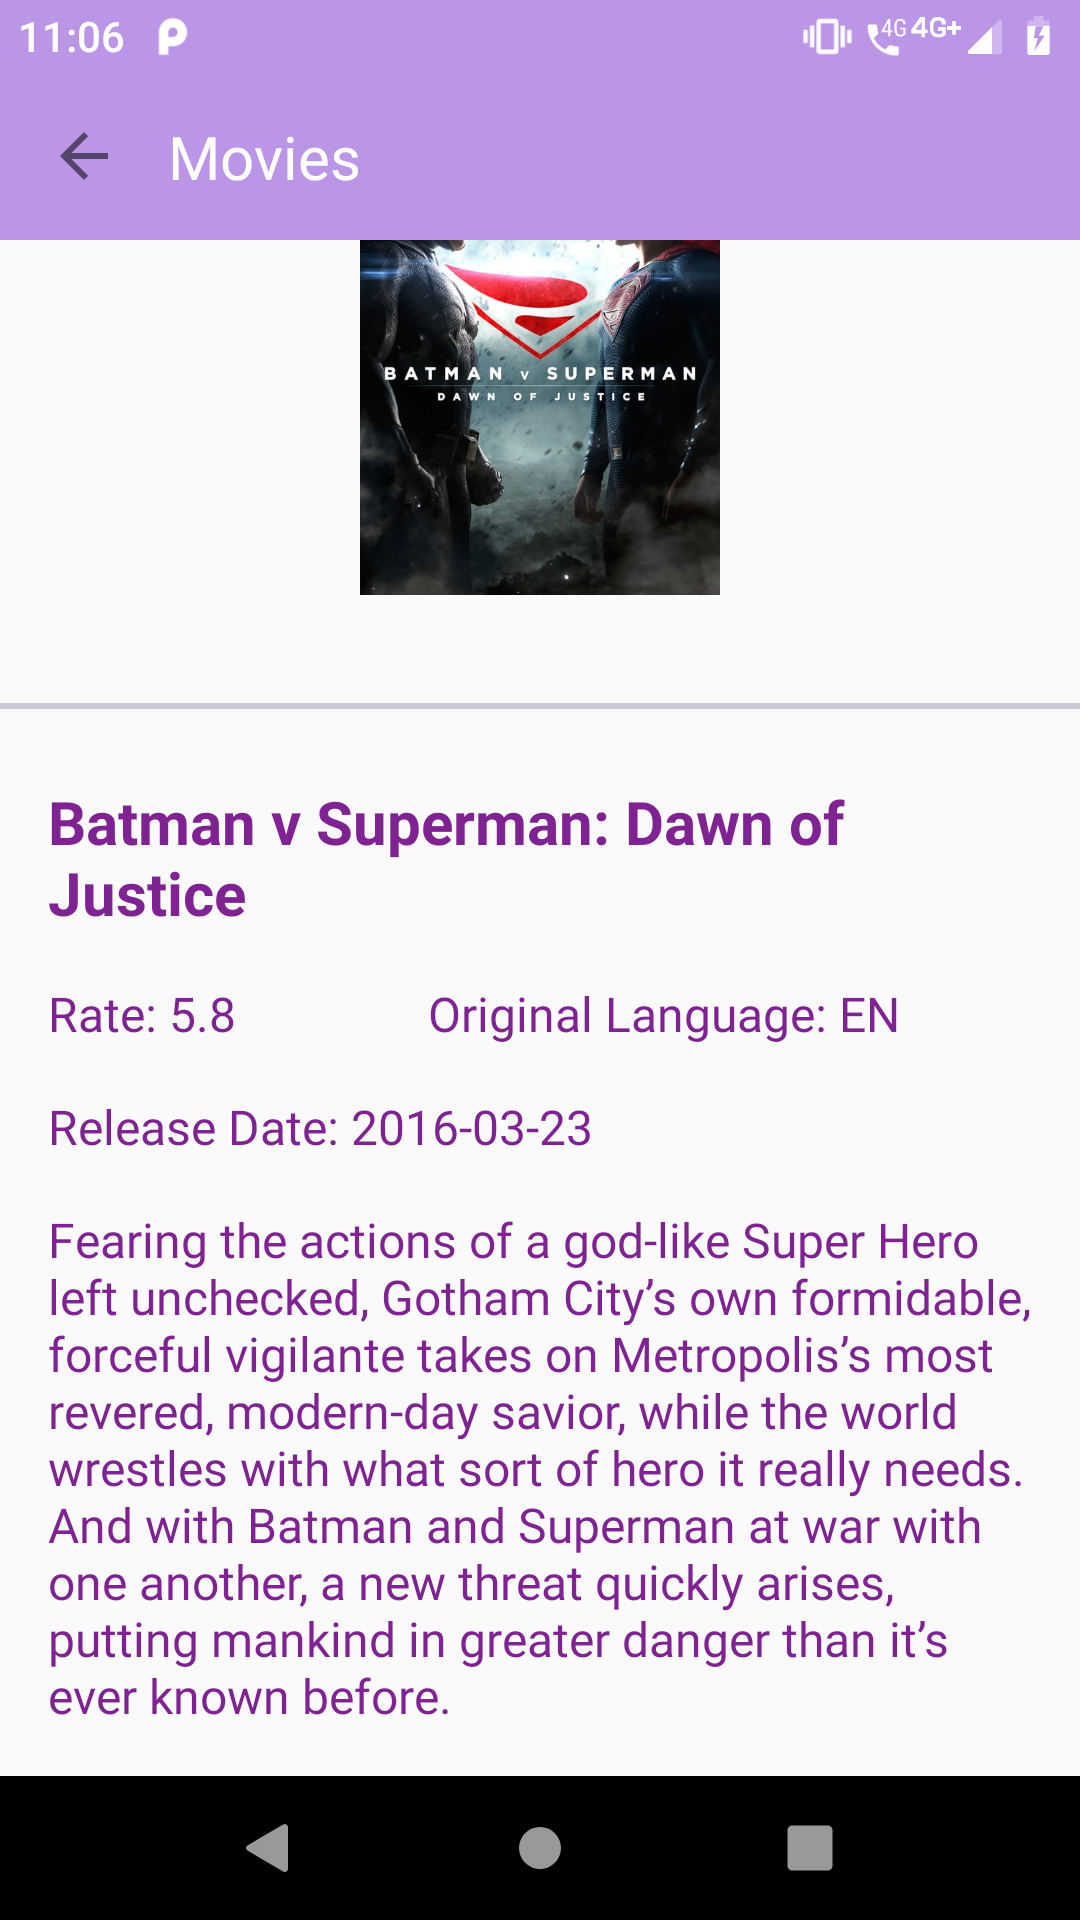 11:06
4G 4G+
Movies
BATMAN v SUPERMAN
DAWN OF JUSTICE
Batman v Superman: Dawn of
Justice
Rate: 5.8 Original Language: EN
Release Date: 2016-03-23
Fearing the actions of a god-like Super Hero
left unchecked, Gotham City’s own formidable,
forceful vigilante takes on Metropolis’s most
revered, modern-day savior, while the world
wrestles with what sort of hero it really needs.
And with Batman and Superman at war with
one another, a new threat quickly arises,
putting mankind in greater danger than it’s
ever known before.